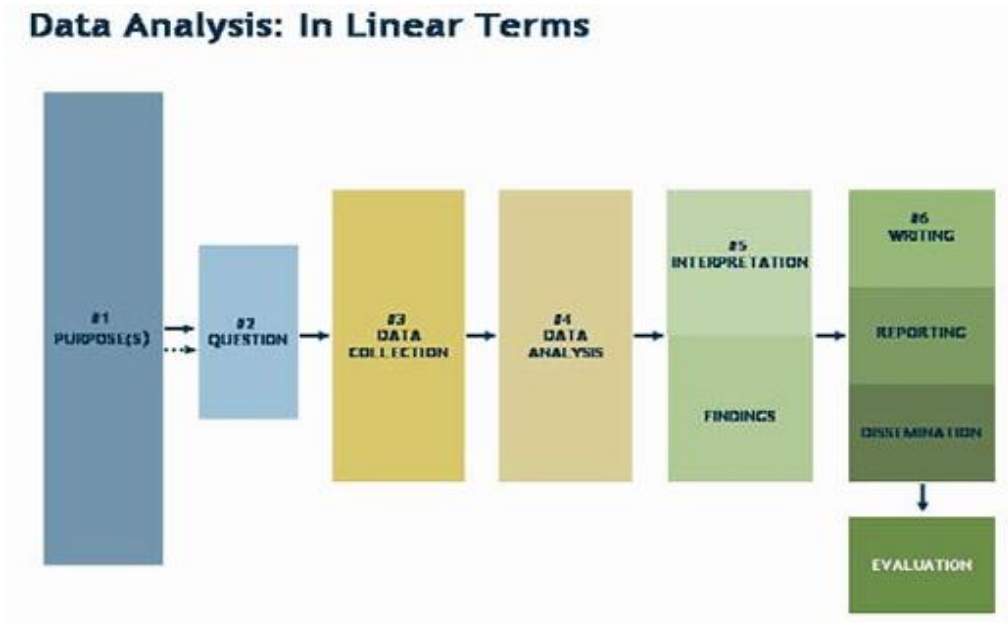 Data Analysis: In Linear Terms
#1
PURPOSE(S)
#2
QUESTION
#3
DATA
COLLECTION
#4
DATA
ANALYSIS
#5
INTERPRETATION
FINDINGS
#6
WRITING
REPORTING
DISSEMINATION
EVALUATION